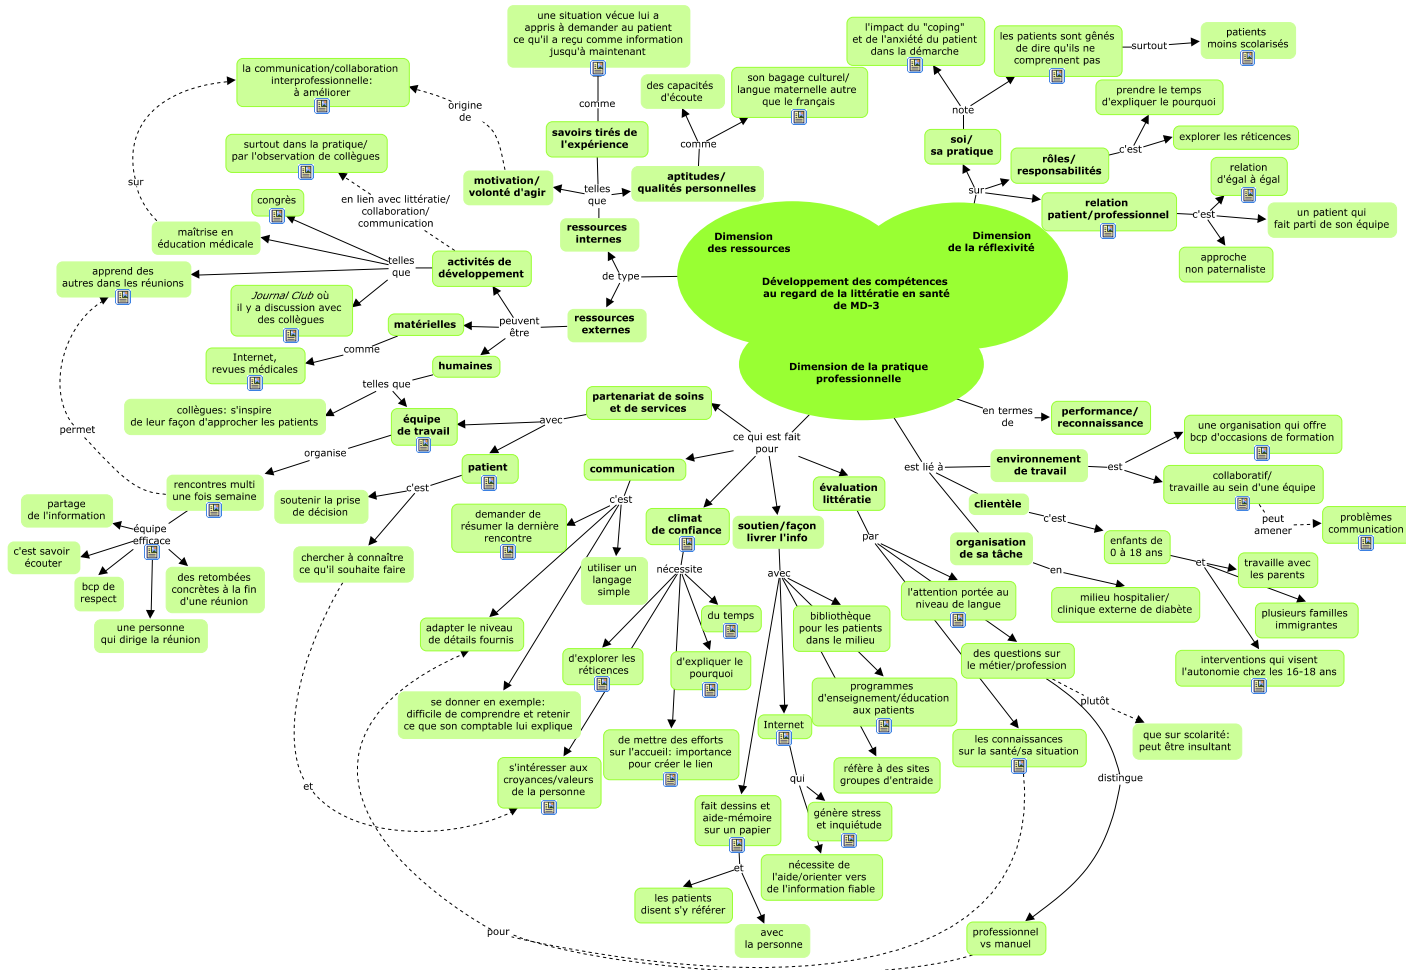 une situation vécue lui a
appris à demander au patient
ce qu'il a reçu comme information
jusqu'à maintenant
l'impact du "coping"
et de l'anxiété du patient
dans la démarche
les patients sont gênés
de dire qu'ils ne
comprennent pas
surtout
patients
moins scolarisés
la communication/collaboration
interprofessionnelle:
à améliorer
origine
de
comme
des capacités
d'écoute
son bagage culturel/
langue maternelle autre
que le français
prendre le temps
d'expliquer le pourquoi
note
savoirs tirés de
l'expérience
comme
soi/
sa pratique
explorer les réticences
c'est
rôles/
responsabilités
surtout dans la pratique/
par l'observation de collègues
sur
motivation/
volonté d'agir
telles
que
aptitudes/
qualités personnelles
sur
relation
d'égal à égal
relation
patient/professionnel
c'est
un patient qui
fait parti de son équipe
approche
non paternaliste
congrès
en lien avec littératie/
collaboration/
communication
maîtrise en
éducation médicale
ressources
internes
Dimension
des ressources
Dimension
de la réflexivité
activités de
développement
telles
que
apprend des
autres dans les réunions
de type
Développement des compétences
au regard de la littératie en santé
de MD-3
Journal Club où
il y a discussion avec
des collègues
matérielles
peuvent
être
ressources
externes
comme
Internet,
revues médicales
humaines
telles que
Dimension de la pratique
professionnelle
collègues: s'inspire
de leur façon d'approcher les patients
équipe
de travail
avec
partenariat de soins
et de services
en termes
de
performance/
reconnaissance
permet
organise
ce qui est fait
pour
une organisation qui offre
bcp d'occasions de formation
patient
communication
est lié à
environnement
de travail
est
collaboratif/
travaille au sein d'une équipe
rencontres multi
une fois semaine
c'est
soutenir la prise
de décision
c'est
évaluation
littératie
clientèle
c'est
peut
amener
problèmes
communication
partage
de l'information
équipe
efficace
demander de
résumer la dernière
rencontre
climat
de confiance
soutien/façon
livrer l'info
par
organisation
de sa tâche
enfants de
0 à 18 ans
c'est savoir
écouter
chercher à connaître
ce qu'il souhaite faire
utiliser un
langage
simple
nécessite
avec
en
et
travaille avec
les parents
bcp de
respect
des retombées
concrètes à la fin
d'une réunion
l'attention portée au
niveau de langue
milieu hospitalier/
clinique externe de diabète
plusieurs familles
immigrantes
une personne
qui dirige la réunion
adapter le niveau
de détails fournis
du temps
bibliothèque
pour les patients
dans le milieu
d'explorer les
réticences
d'expliquer le
pourquoi
des questions sur
le métier/profession
interventions qui visent
l'autonomie chez les 16-18 ans
se donner en exemple:
difficile de comprendre et retenir
ce que son comptable lui explique
programmes
d'enseignement/éducation
aux patients
plutôt
Internet
de mettre des efforts
sur l'accueil: importance
pour créer le lien
les connaissances
sur la santé/sa situation
que sur scolarité:
peut être insultant
s'intéresser aux
croyances/valeurs
de la personne
et
réfère à des sites
groupes d'entraide
qui
distingue
fait dessins et
aide-mémoire
sur un papier
génère stress
et inquiétude
et
nécessite de
l'aide/orienter vers
de l'information fiable
les patients
disent s'y référer
avec
la personne
pour
professionnel
vs manuel